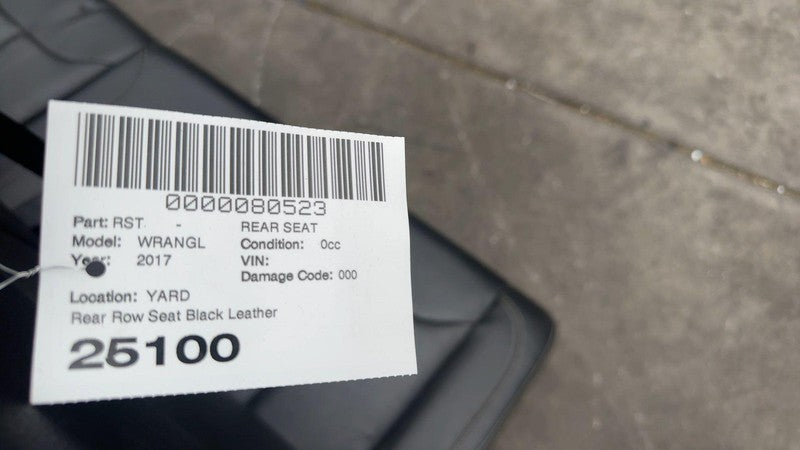 0000080523
Part: RST - REAR SEAT
Model: WRANGL Condition: 0cc
Year: 2017 VIN:
Damage Code: 000
Location: YARD
Rear Row Seat Black Leather
25100